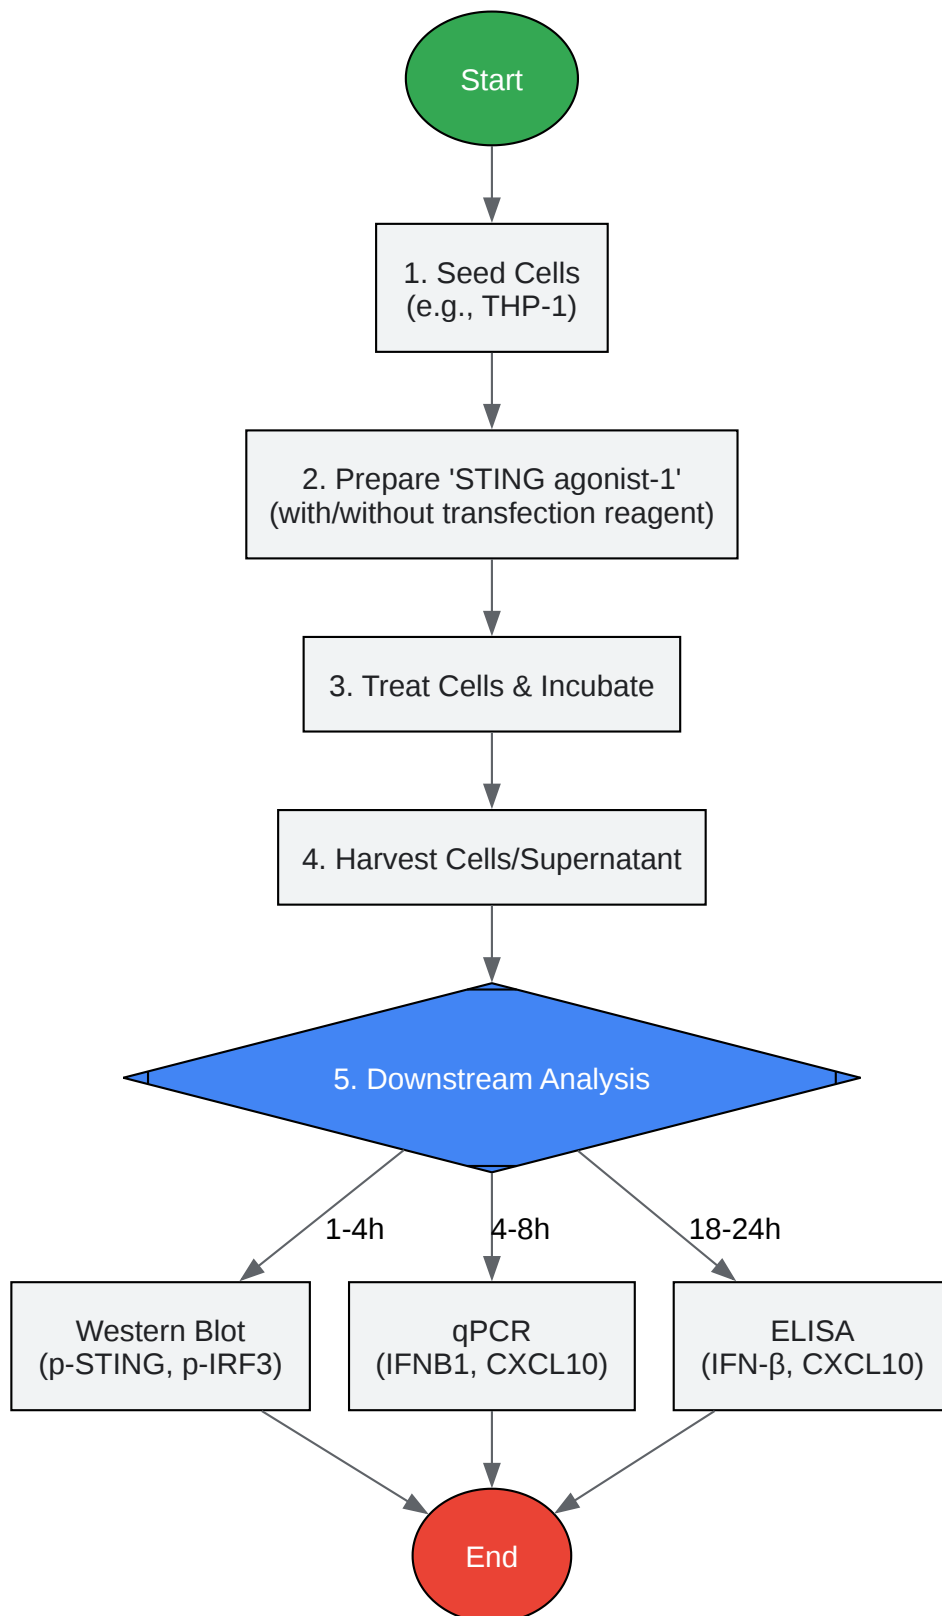 Start
1. Seed Cells
(e.g., THP-1)
2. Prepare 'STING agonist-1'
(with/without transfection reagent)
3. Treat Cells & Incubate
4. Harvest Cells/Supernatant
5. Downstream Analysis
1-4h
4-8h
18-24h
Western Blot
(p-STING, p-IRF3)
qPCR
(IFNB1, CXCL10)
ELISA
(IFN-β, CXCL10)
End